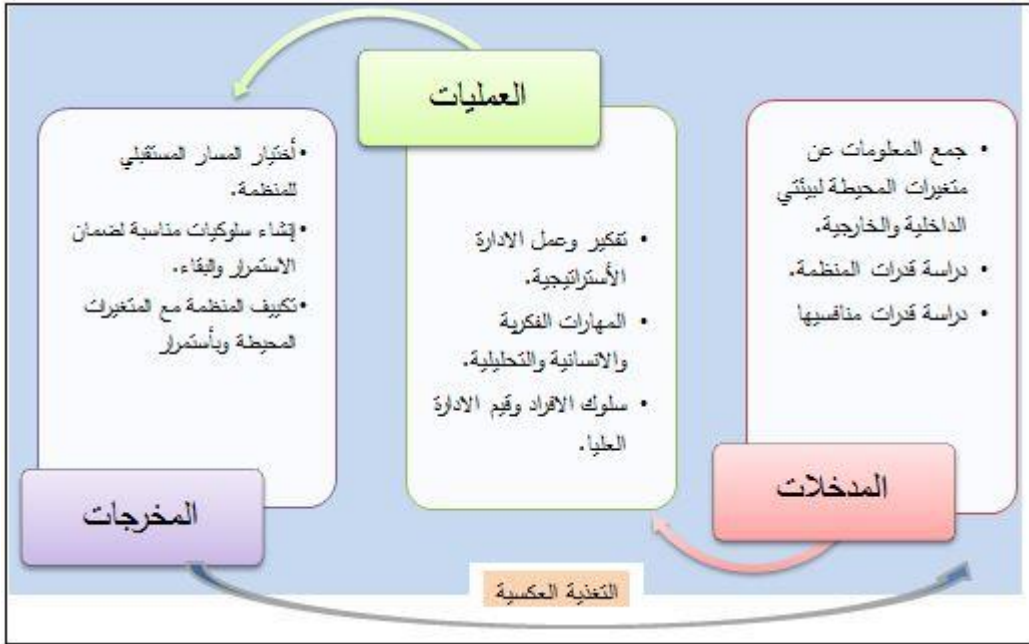 المدخلات
• جمع المعلومات عن
متغيرات المحيطة لبيئتي
الداخلية والخارجية.
• دراسة قدرات المنظمة.
• دراسة قدرات منافسيها
العمليات
• تفكير وعمل الادارة
الأستراتيجية.
• المهارات الفكرية
والانسانية والتحليلية.
• سلوك الافراد وقيم الادارة
العليا.
المخرجات
•أختيار المسار المستقبلي
للمنظمة.
•إنشاء سلوكيات مناسبة لضمان
الاستمرار والبقاء.
•تكييف المنظمة مع المتغيرات
المحيطة وبأستمرار
التغذية العكسية